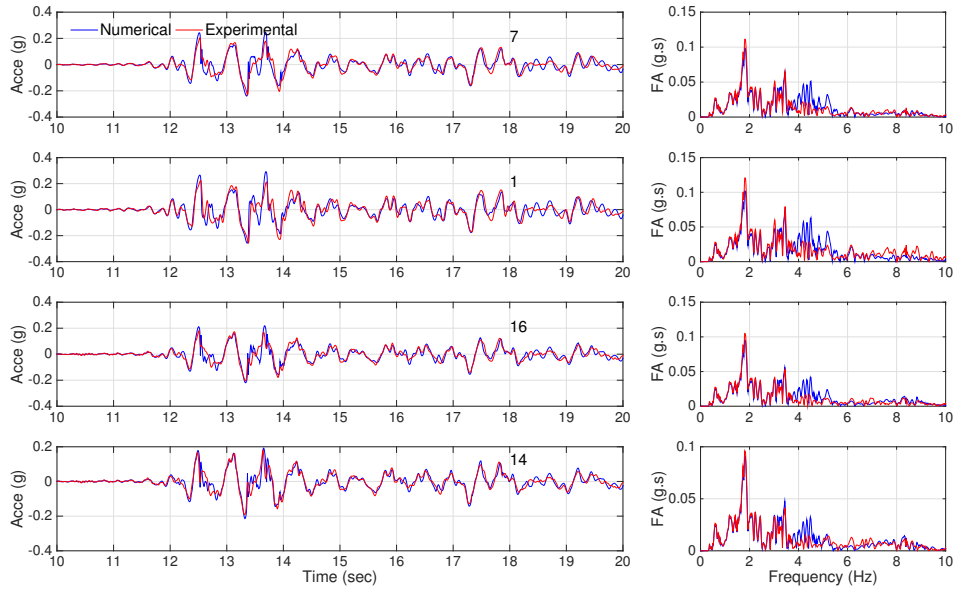 Numerical Experimental
7
Acce (g)
0.4
0.2
0
-0.2
-0.4
10 11 12 13 14 15 16 17 18 19 20
FA (g.s)
0.15
0.1
0.05
0
0 2 4 6 8 10
1
Acce (g)
0.4
0.2
0
-0.2
-0.4
10 11 12 13 14 15 16 17 18 19 20
FA (g.s)
0.15
0.1
0.05
0
0 2 4 6 8 10
16
Acce (g)
0.4
0.2
0
-0.2
-0.4
10 11 12 13 14 15 16 17 18 19 20
FA (g.s)
0.15
0.1
0.05
0
0 2 4 6 8 10
14
Acce (g)
0.2
0
-0.2
-0.4
10 11 12 13 14 15 16 17 18 19 20
Time (sec)
FA (g.s)
0.1
0.05
0
0 2 4 6 8 10
Frequency (Hz)